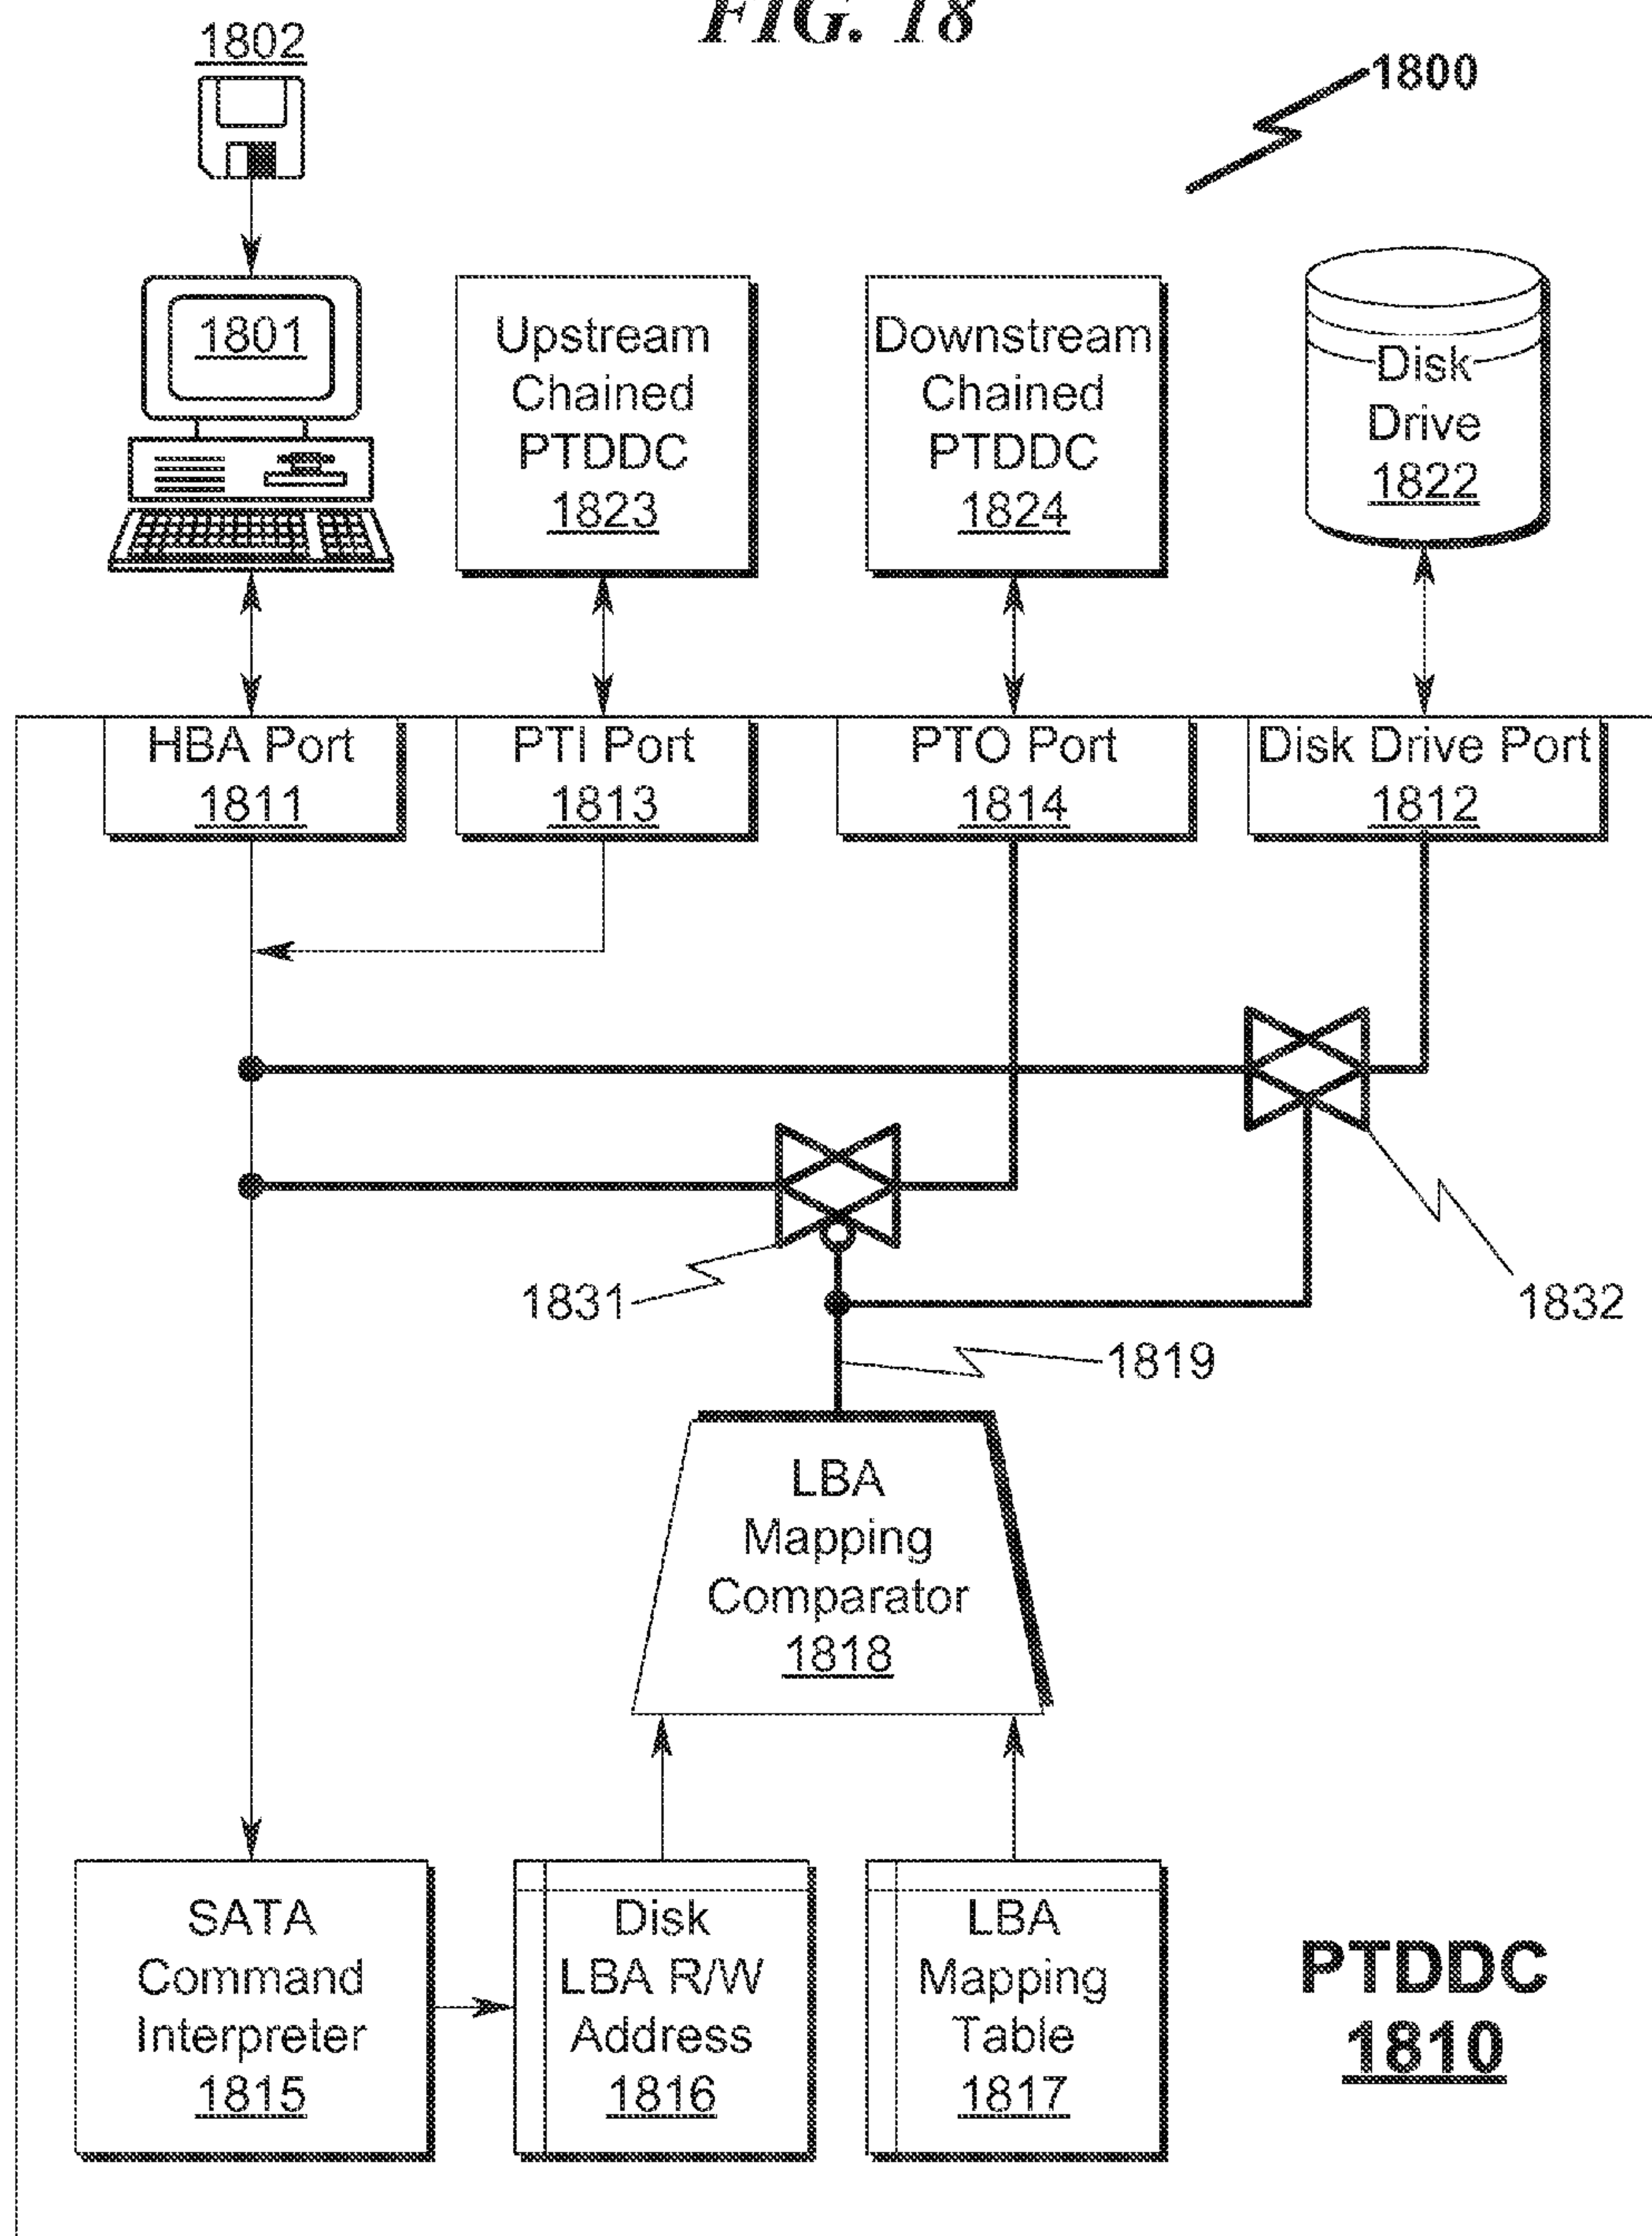 FIG. 18
1802
1800
1801
Upstream
Chained
PTDDC
1823
Downstream
Chained
PTDDC
1824
Disk
Drive
1822
HBA Port
1811
PTI Port
1813
PTO Port
1814
Disk Drive Port
1812
1831
1832
1819
LBA
Mapping
Comparator
1818
SATA
Command
Interpreter
1815
Disk
LBA R/W
Address
1816
LBA
Mapping
Table
1817
PTDDC
1810